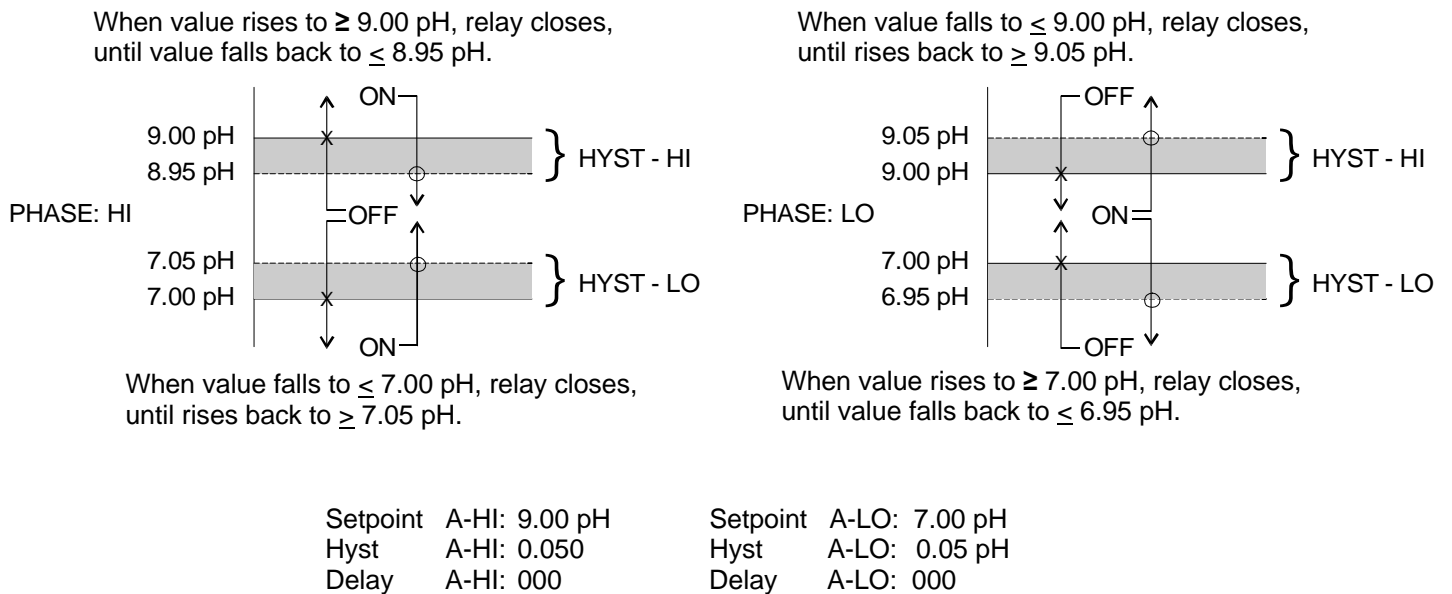 When value rises to ≥ 9.00 pH, relay closes,
until value falls back to ≤ 8.95 pH.
ON
9.00 pH
X
8.95 pH
HYST - HI
PHASE: HI
OFF
7.05 pH
7.00 pH
X
HYST - LO
ON
When value falls to ≤ 7.00 pH, relay closes,
until rises back to ≥ 7.05 pH.
When value falls to ≤ 9.00 pH, relay closes,
until rises back to ≥ 9.05 pH.
OFF
9.05 pH
9.00 pH
X
HYST - HI
PHASE: LO
ON
7.00 pH
X
6.95 pH
HYST - LO
OFF
When value rises to ≥ 7.00 pH, relay closes,
until value falls back to ≤ 6.95 pH.
Setpoint A-HI: 9.00 pH
Hyst A-HI: 0.050
Delay A-HI: 000
Setpoint A-LO: 7.00 pH
Hyst A-LO: 0.05 pH
Delay A-LO: 000